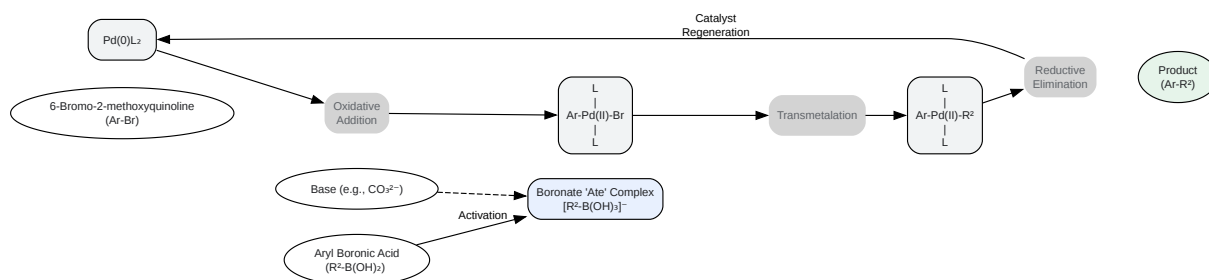 Catalyst
Regeneration
Pd(0)L₂
6-Bromo-2-methoxyquinoline
(Ar-Br)
Oxidative
Addition
L
|
Ar-Pd(II)-Br
|
L
Transmetalation
L
|
Ar-Pd(II)-R²
|
L
Reductive
Elimination
Product
(Ar-R²)
Base (e.g., CO₃²⁻)
Activation
Aryl Boronic Acid
(R²-B(OH)₂)
Boronate 'Ate' Complex
[R²-B(OH)₃]⁻